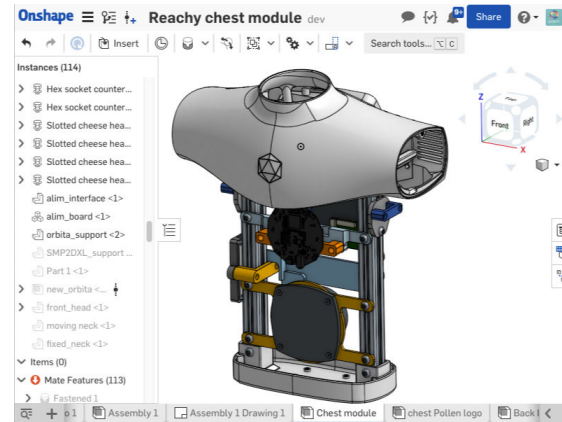 Onshape Reachy chest module dev 9+ Share
Insert Search tools... ⌥ C
Instances (114)
Hex socket counter...
Hex socket counter...
Slotted cheese hea...
Slotted cheese hea...
Slotted cheese hea...
Slotted cheese hea...
alim_interface <1>
alim_board <1>
orbita_support <2>
SMP2DXL_support ...
Part 1 <1>
new_orbita <...
front_head <1>
moving neck <1>
fixed_neck <1>
Items (0)
Mate Features (113)
Fastened 1
Z
Front Right
X
o 1 Assembly 1 Assembly 1 Drawing 1 Chest module chest Pollen logo Back